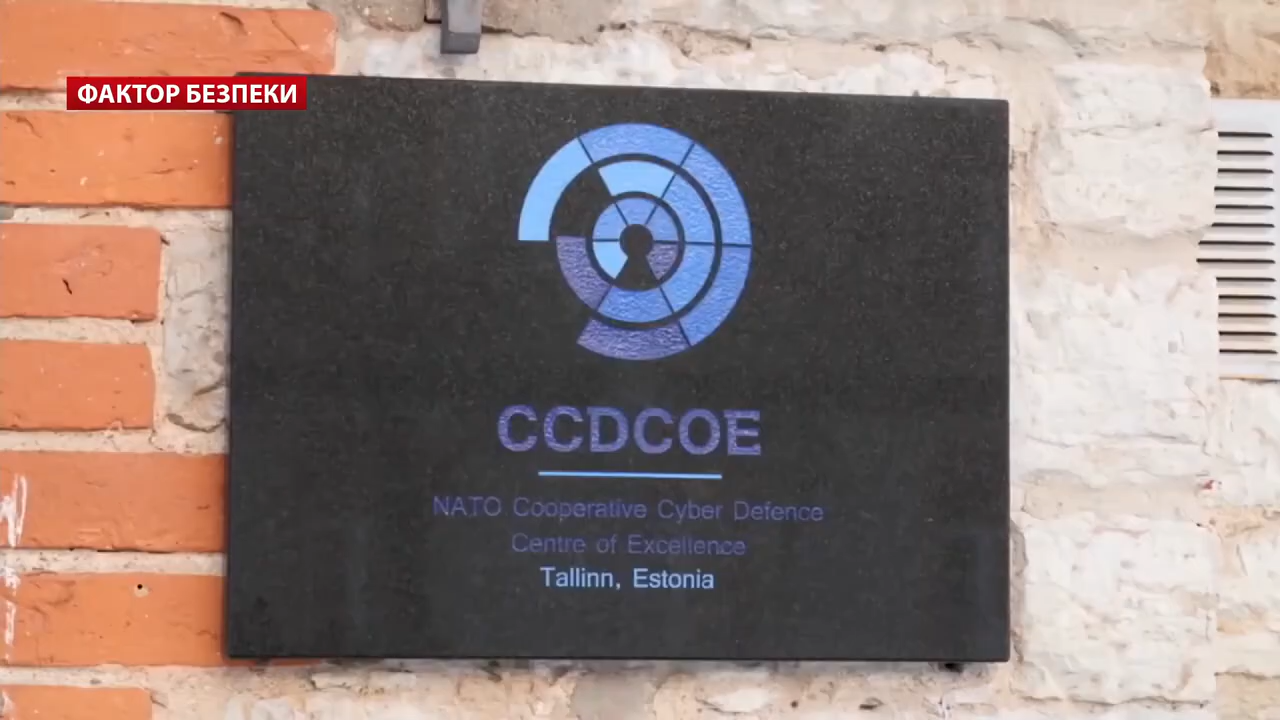 ФАКТОР БЕЗПЕКИ
CCDCOE
NATO Cooperative Cyber Defence
Centre of Excellence
Tallinn, Estonia